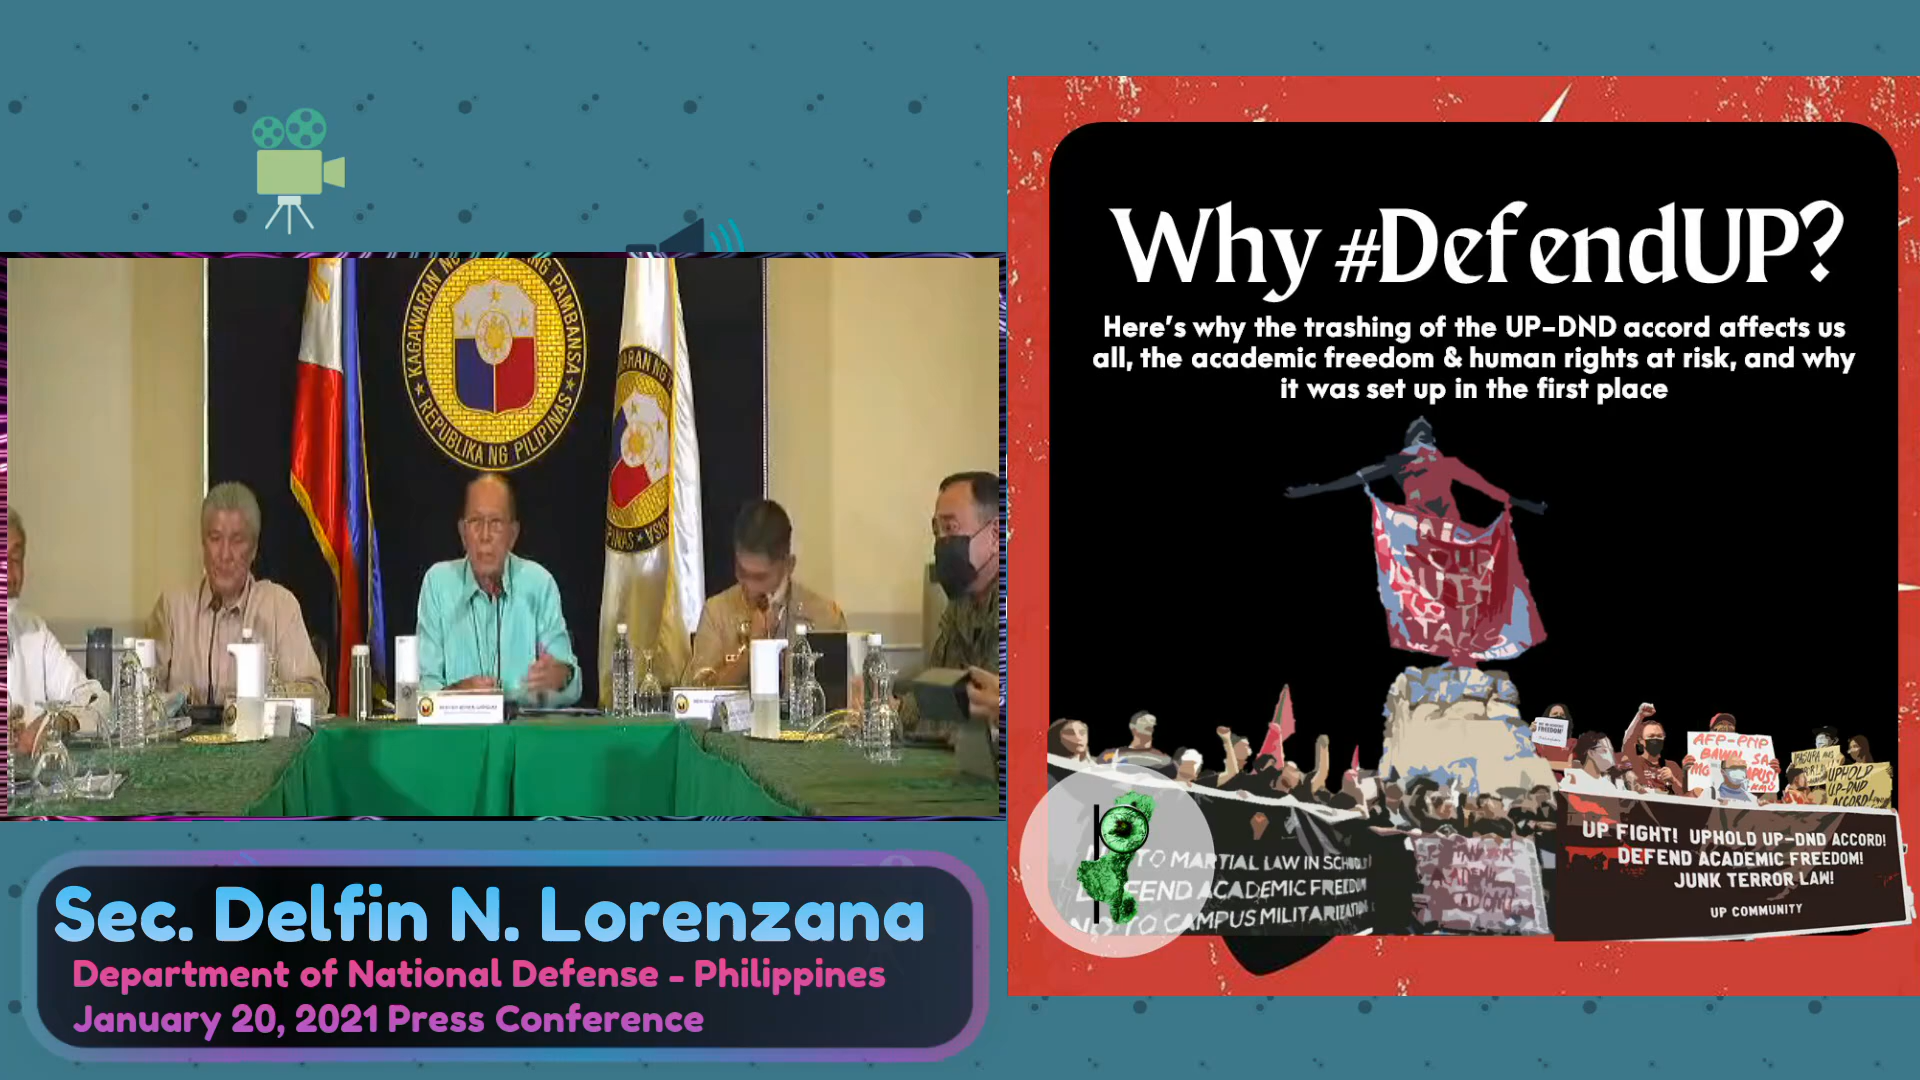 KAGAWARAN NG
NG PAMBANSA
★ REPUBLIKA NG PILIPINAS ★
Sec. Delfin N. Lorenzana
Department of National Defense - Philippines
January 20, 2021 Press Conference
Why #DefendUP?
Here's why the trashing of the UP-DND accord affects us
all, the academic freedom & human rights at risk, and why
it was set up in the first place
AFP-PNP
BAWAL SA
UPHOLD
UP-DND
ACCORD
TO MARTIAL LAW IN SCHOOLS
ACADEMIC FREEDOM
TO CAMPUS MILITARIZATION
UP FIGHT! UPHOLD UP-DND ACCORD!
DEFEND ACADEMIC FREEDOM!
JUNK TERROR LAW!
UP COMMUNITY